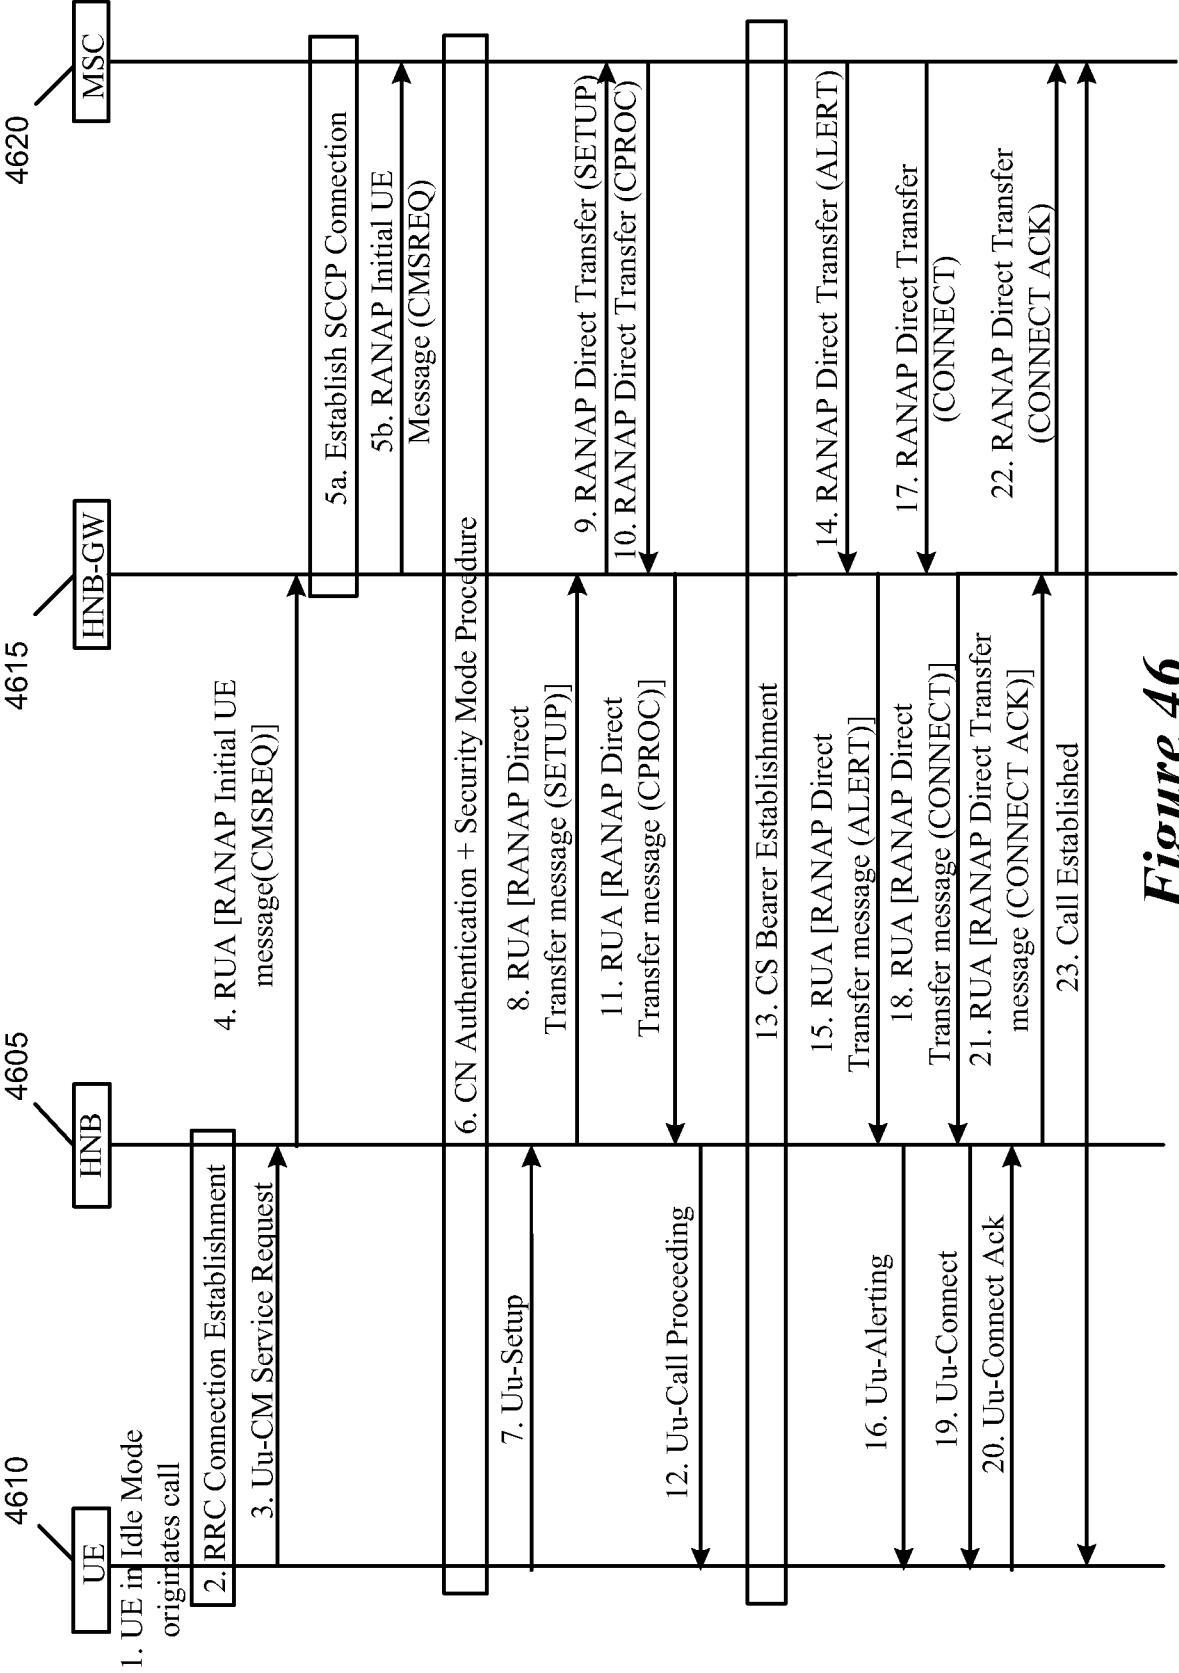 4610
4605
4615
4620
UE
HNB
HNB-GW
MSC
1. UE in Idle Mode
originates call
2. RRC Connection Establishment
3. Uu-CM Service Request
4. RUA [RANAP Initial UE
message(CMSREQ)]
5a. Establish SCCP Connection
5b. RANAP Initial UE
Message (CMSREQ)
6. CN Authentication + Security Mode Procedure
7. Uu-Setup
8. RUA [RANAP Direct
Transfer message (SETUP)]
9. RANAP Direct Transfer (SETUP)
10. RANAP Direct Transfer (CPROC)
11. RUA [RANAP Direct
Transfer message (CPROC)]
12. Uu-Call Proceeding
13. CS Bearer Establishment
14. RANAP Direct Transfer (ALERT)
15. RUA [RANAP Direct
Transfer message (ALERT)]
16. Uu-Alerting
17. RANAP Direct Transfer
(CONNECT)
18. RUA [RANAP Direct
Transfer message (CONNECT)]
19. Uu-Connect
20. Uu-Connect Ack
21. RUA [RANAP Direct Transfer
message (CONNECT ACK)]
22. RANAP Direct Transfer
(CONNECT ACK)
23. Call Established
Figure 46